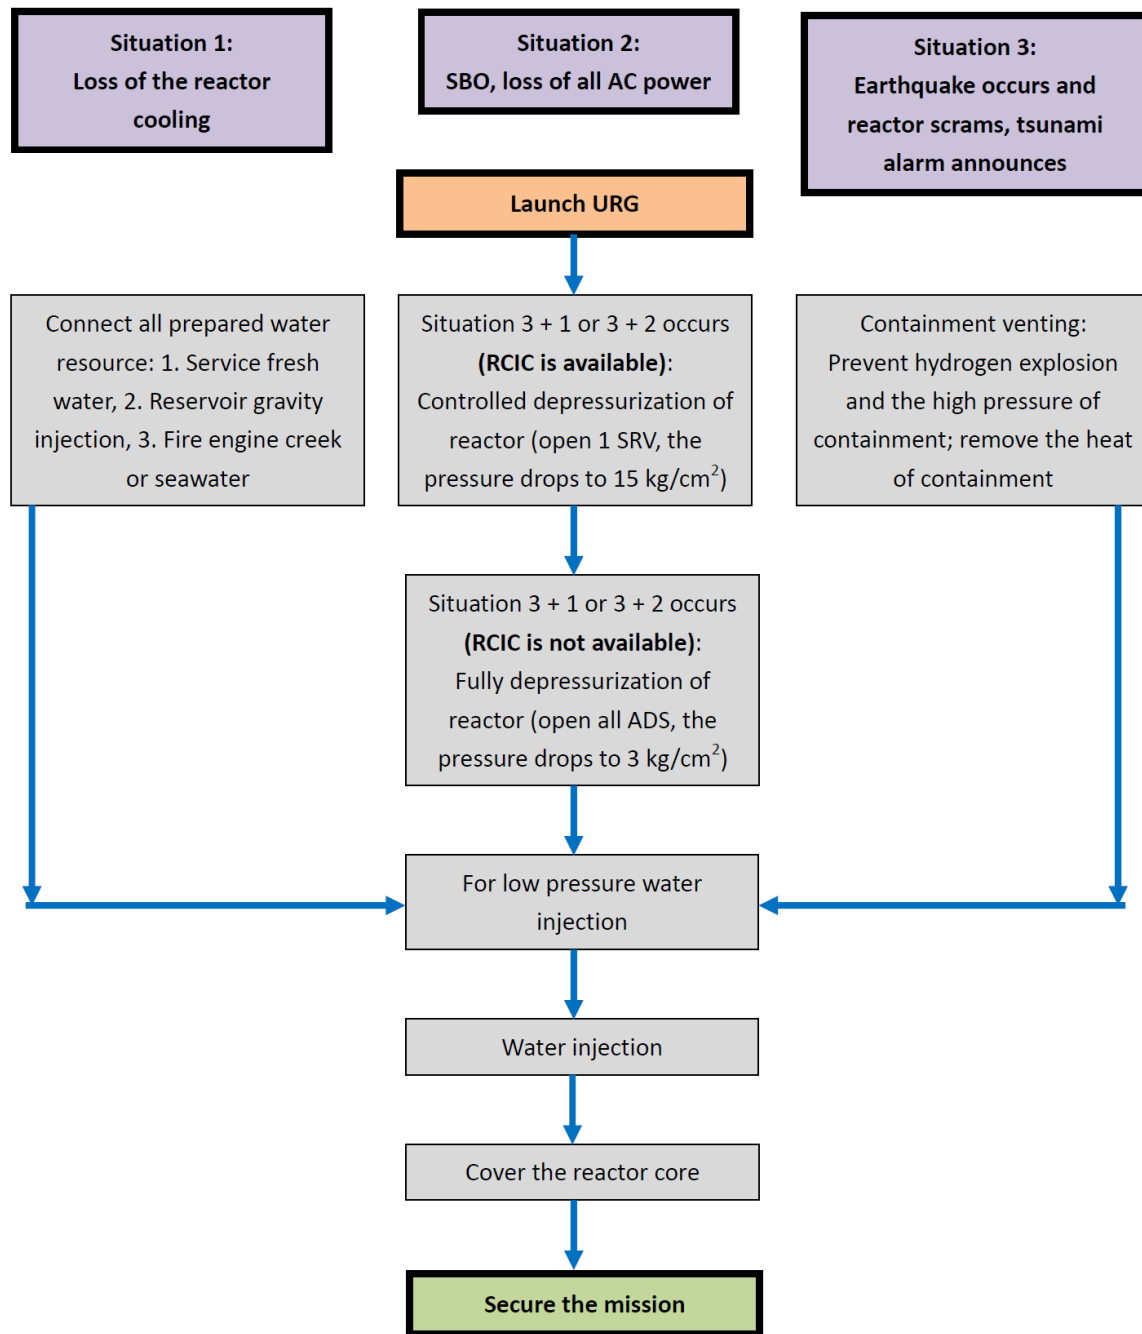 Situation 1:
Loss of the reactor
cooling
Situation 2:
SBO, loss of all AC power
Situation 3:
Earthquake occurs and
reactor scrams, tsunami
alarm announces
Launch URG
Connect all prepared water
resource: 1. Service fresh
water, 2. Reservoir gravity
injection, 3. Fire engine creek
or seawater
Situation 3 + 1 or 3 + 2 occurs
(RCIC is available):
Controlled depressurization of
reactor (open 1 SRV, the
pressure drops to 15 kg/cm²)
Containment venting:
Prevent hydrogen explosion
and the high pressure of
containment; remove the heat
of containment
Situation 3 + 1 or 3 + 2 occurs
(RCIC is not available):
Fully depressurization of
reactor (open all ADS, the
pressure drops to 3 kg/cm²)
For low pressure water
injection
Water injection
Cover the reactor core
Secure the mission